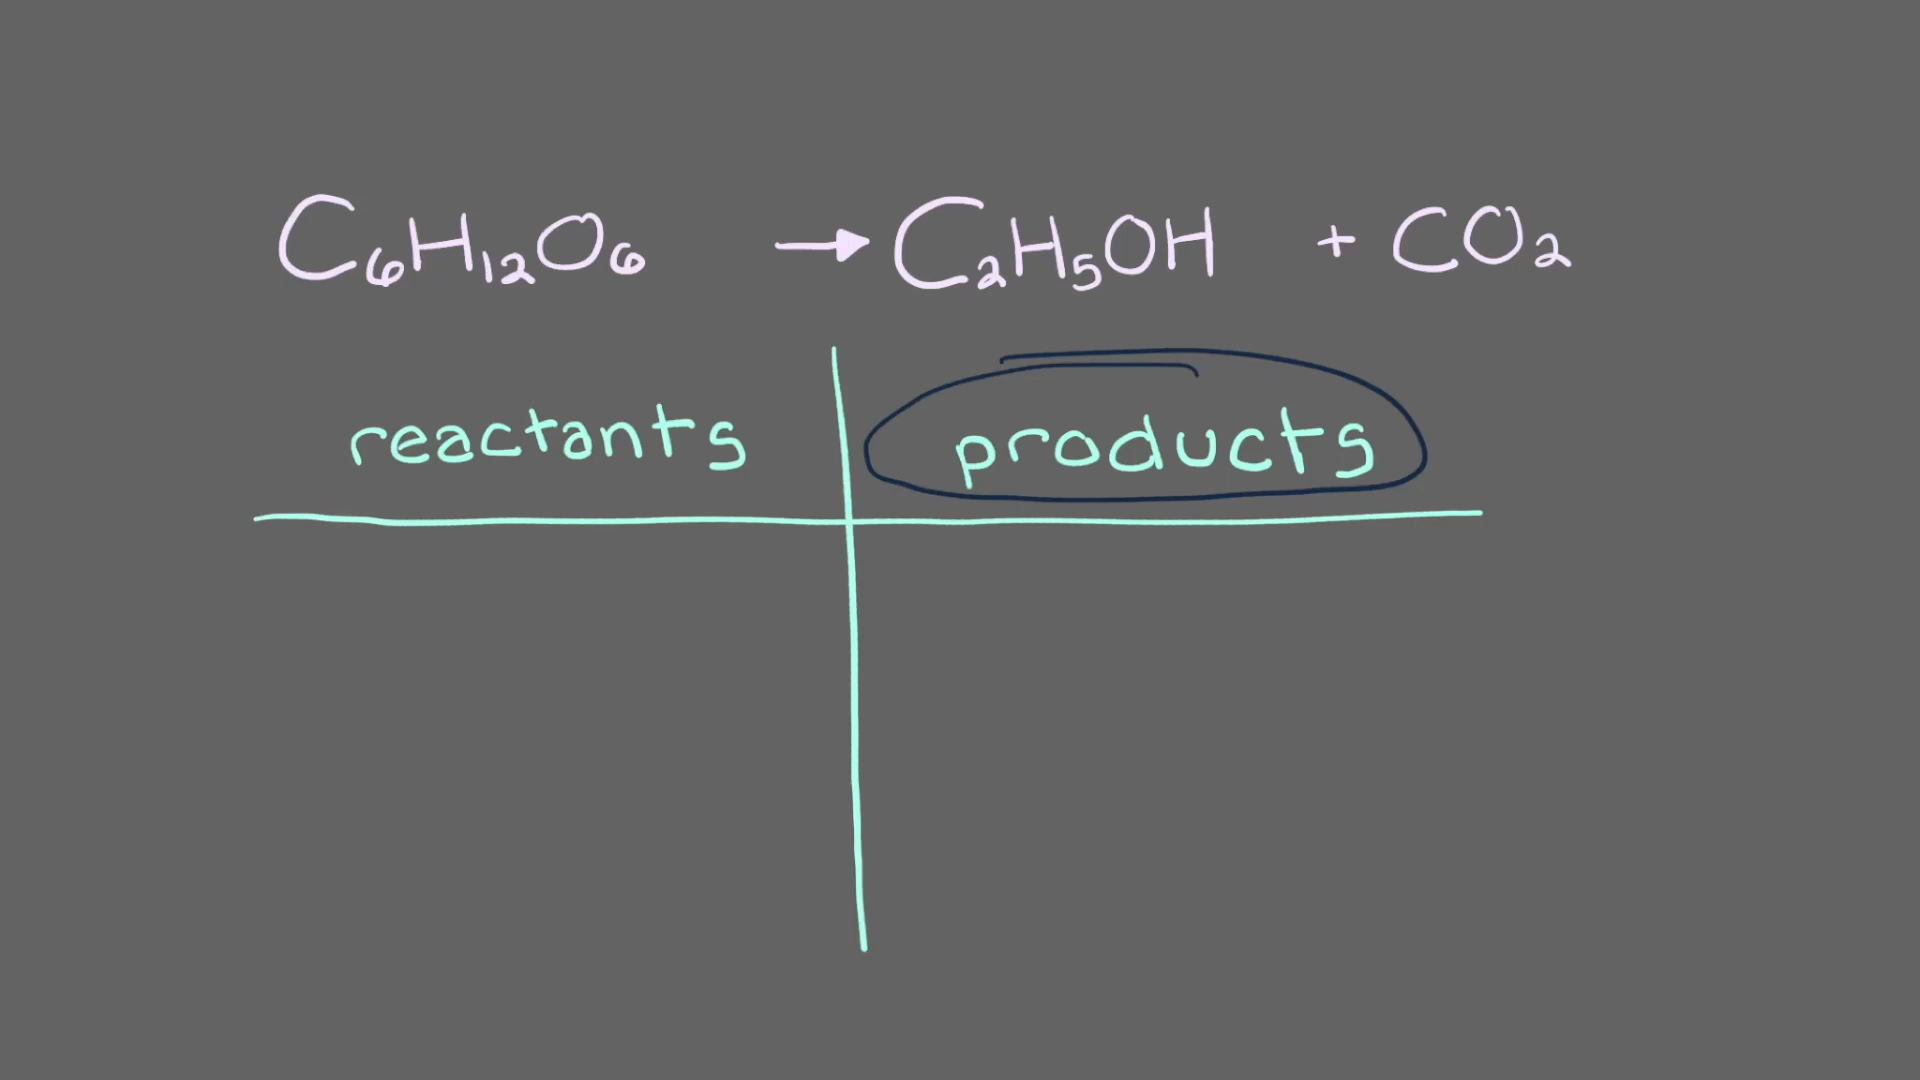 C₆H₁₂O₆ → C₂H₅OH + CO₂
reactants products